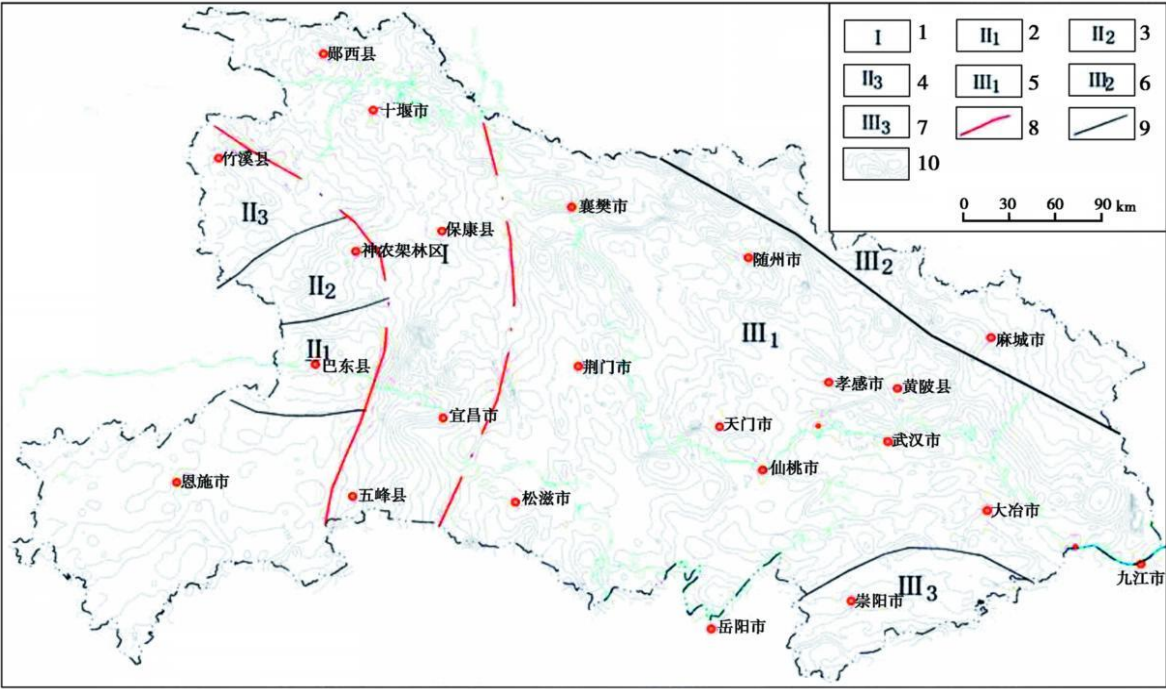 I 1 II1 2 II2 3
II3 4 III1 5 III2 6
III3 7 8 9
10
0 30 60 90 km
郧西县
十堰市
竹溪县
II3
襄樊市
保康县
神农架林区
I
随州市
III2
II2
III1
麻城市
II1
巴东县
荆门市
孝感市
黄陂县
宜昌市
天门市
武汉市
仙桃市
恩施市
五峰县
松滋市
大冶市
九江市
III3
崇阳市
岳阳市